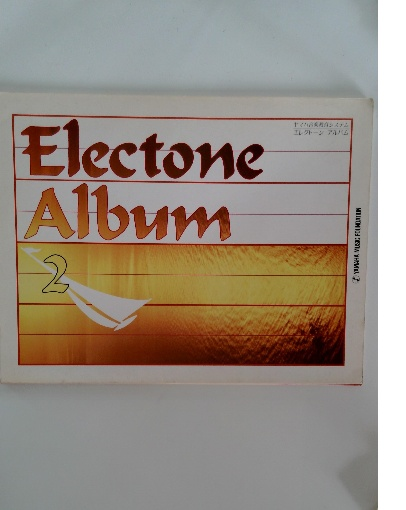 ヤマハ音楽教育システム
エレクトーン アルバム
Electone
Album
2
YAMAHA MUSIC FOUNDATION